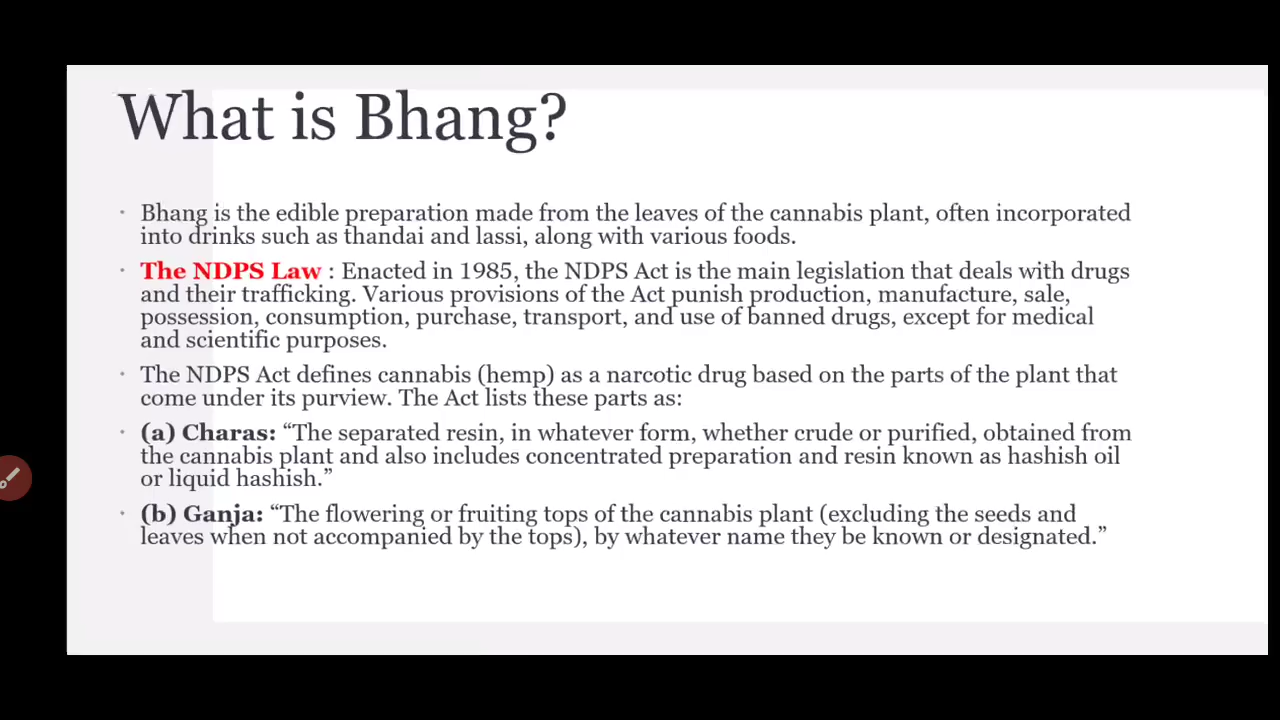 What is Bhang?
· Bhang is the edible preparation made from the leaves of the cannabis plant, often incorporated
into drinks such as thandai and lassi, along with various foods.
· The NDPS Law : Enacted in 1985, the NDPS Act is the main legislation that deals with drugs
and their trafficking. Various provisions of the Act punish production, manufacture, sale,
possession, consumption, purchase, transport, and use of banned drugs, except for medical
and scientific purposes.
· The NDPS Act defines cannabis (hemp) as a narcotic drug based on the parts of the plant that
come under its purview. The Act lists these parts as:
· (a) Charas: “The separated resin, in whatever form, whether crude or purified, obtained from
the cannabis plant and also includes concentrated preparation and resin known as hashish oil
or liquid hashish.”
· (b) Ganja: “The flowering or fruiting tops of the cannabis plant (excluding the seeds and
leaves when not accompanied by the tops), by whatever name they be known or designated.”